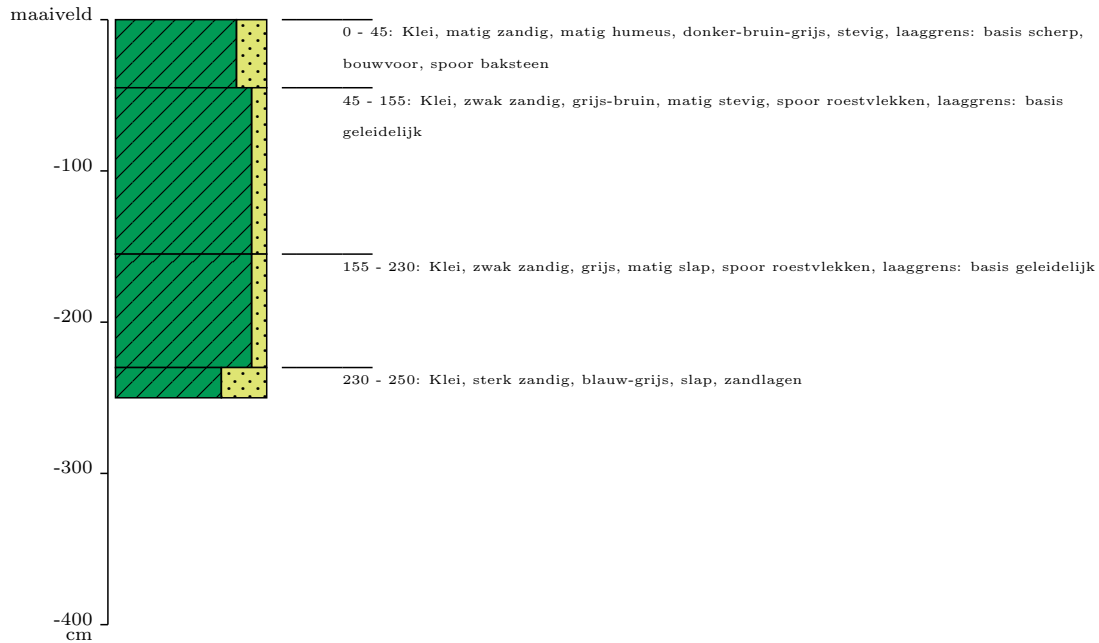 maaiveld
0 - 45: Klei, matig zandig, matig humeus, donker-bruin-grijs, stevig, laaggrens: basis scherp,
bouwvoor, spoor baksteen
45 - 155: Klei, zwak zandig, grijs-bruin, matig stevig, spoor roestvlekken, laaggrens: basis
geleidelijk
-100
155 - 230: Klei, zwak zandig, grijs, matig slap, spoor roestvlekken, laaggrens: basis geleidelijk
-200
230 - 250: Klei, sterk zandig, blauw-grijs, slap, zandlagen
-300
-400
cm